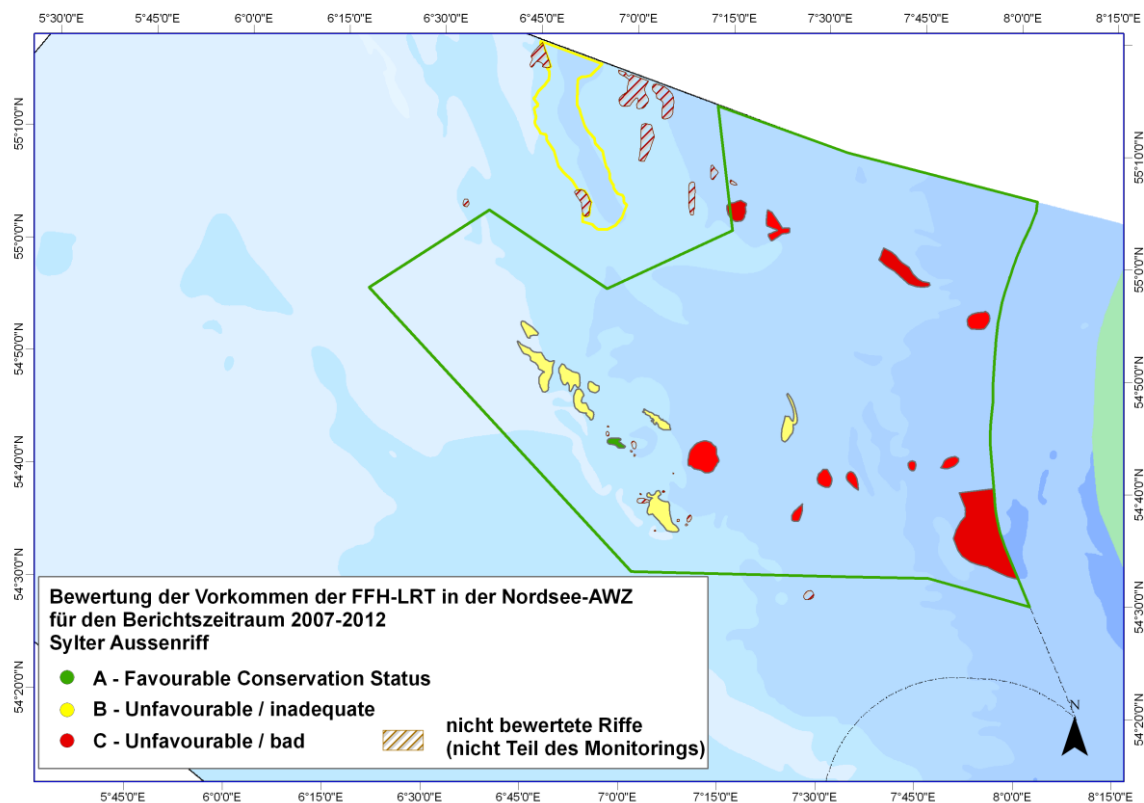 5°30'0"E 5°45'0"E 6°0'0"E 6°15'0"E 6°30'0"E 6°45'0"E 7°0'0"E 7°15'0"E 7°30'0"E 7°45'0"E 8°0'0"E 8°15'0"E
55°10'0"N
55°0'0"N
54°50'0"N
54°40'0"N
54°30'0"N
54°20'0"N
55°10'0"N
55°0'0"N
54°50'0"N
54°40'0"N
54°30'0"N
54°20'0"N
Bewertung der Vorkommen der FFH-LRT in der Nordsee-AWZ
für den Berichtszeitraum 2007-2012
Sylter Aussenriff
A - Favourable Conservation Status
B - Unfavourable / inadequate
C - Unfavourable / bad
nicht bewertete Riffe
(nicht Teil des Monitorings)
N
5°45'0"E 6°0'0"E 6°15'0"E 6°30'0"E 6°45'0"E 7°0'0"E 7°15'0"E 7°30'0"E 7°45'0"E 8°0'0"E 8°15'0"E